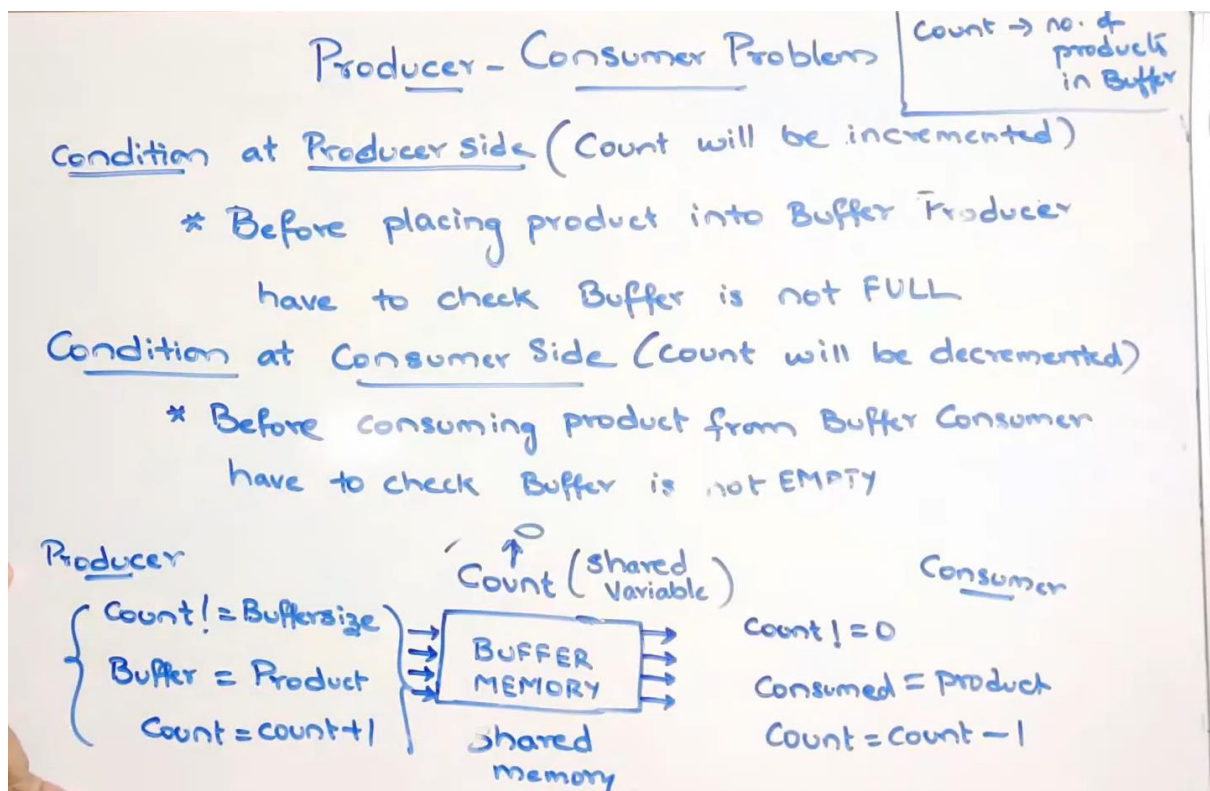 Producer - Consumer Problem
Count → no. of
products
in Buffer
Condition at Producer side (Count will be incremented)
* Before placing product into Buffer Producer
have to check Buffer is not FULL
Condition at Consumer Side (Count will be decremented)
* Before consuming product from Buffer Consumer
have to check Buffer is not EMPTY
Producer
Count != Buffersize
Buffer = Product
Count = count+1
Count (shared
variable)
BUFFER
MEMORY
shared
memory
Consumer
Count != 0
Consumed = product
Count = Count - 1